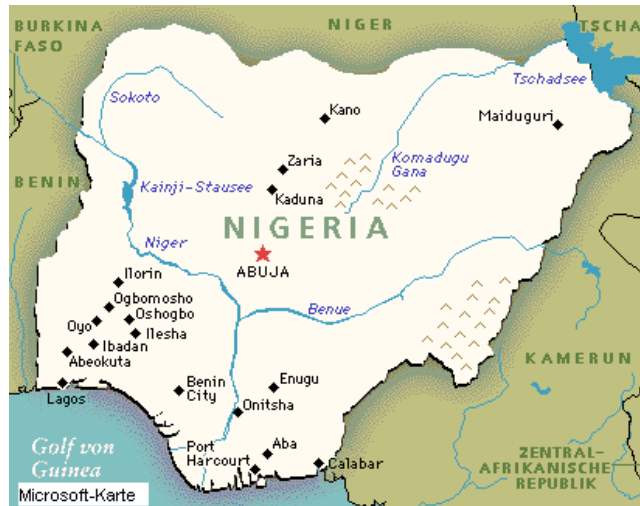 BURKINA
FASO
NIGER
TSCHA
Sokoto
Tschadsee
Kano
Maiduguri
Zaria
Komadugu
Gana
BENIN
Kainji-Stausee
Kaduna
NIGERIA
Niger
ABUJA
Ilorin
Ogbomosho
Oshogbo
Oyo
Ilesha
Ibadan
Abeokuta
Benue
Lagos
Benin
City
Enugu
Onitsha
KAMERUN
Port
Harcourt
Aba
Calabar
Golf von
Guinea
ZENTRAL-
AFRIKANISCHE
REPUBLIK
Microsoft-Karte